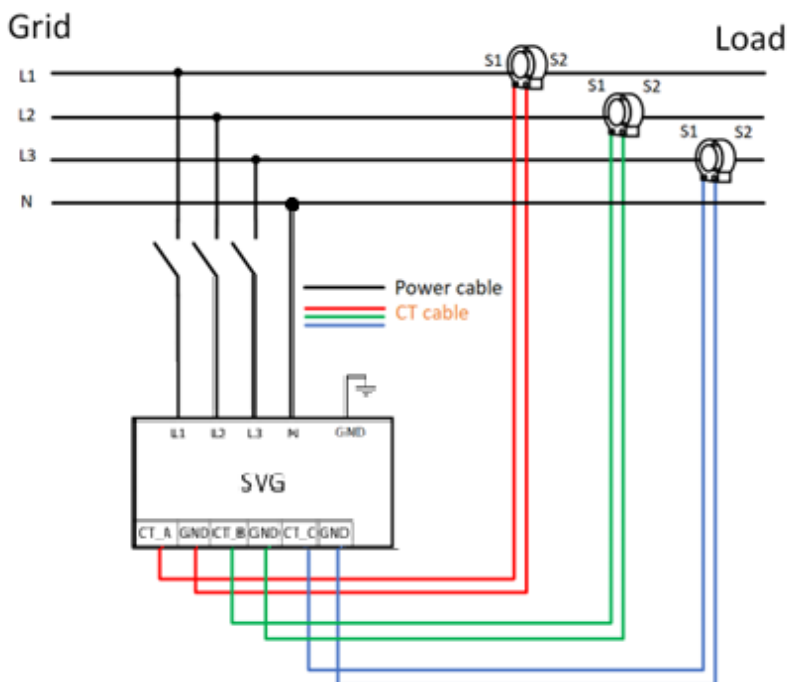 Grid
Load
S1 S2
L1
S1 S2
L2
S1 S2
L3
N
Power cable
CT cable
L1 L2 L3 N GND
SVG
CT_A GND CT_B GND CT_C GND